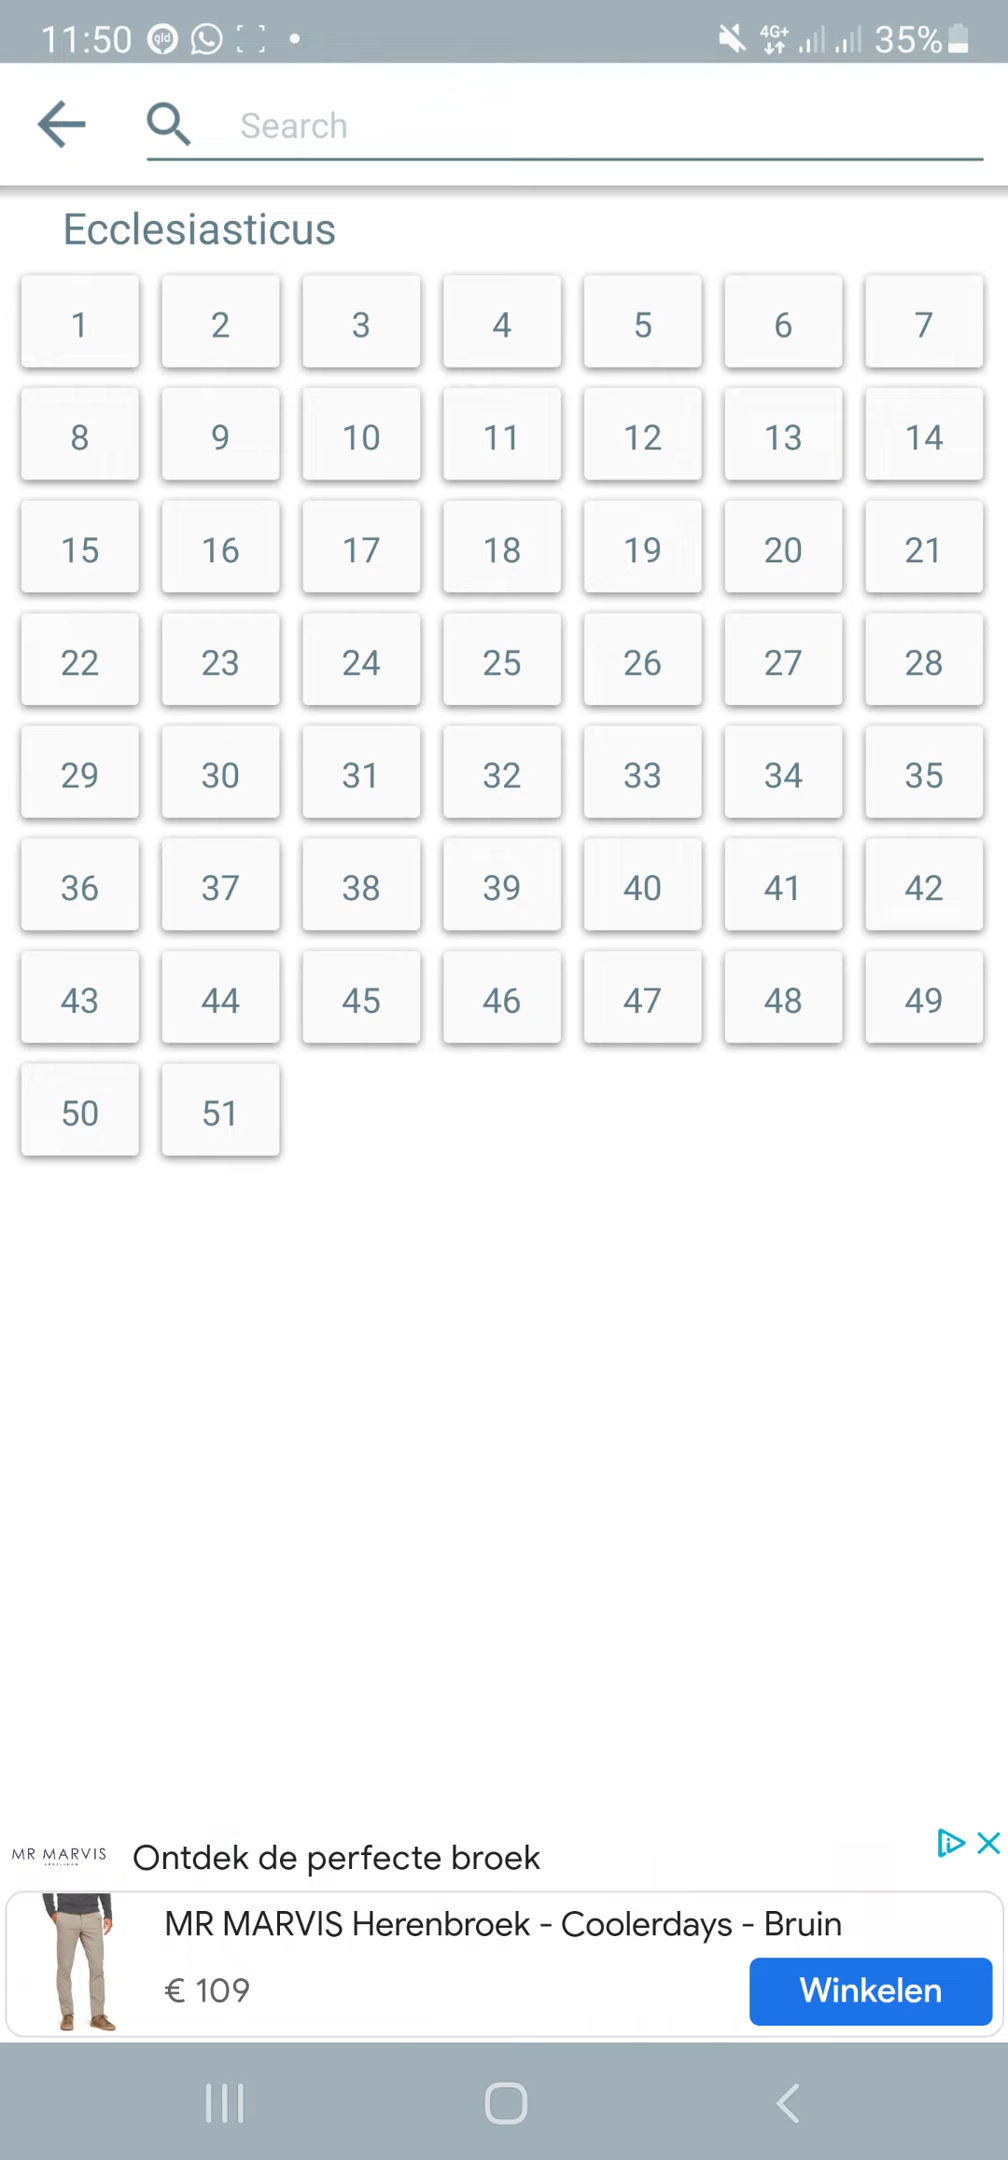 11:50 gld 4G+ 35%
Search
Ecclesiasticus
1 2 3 4 5 6 7
8 9 10 11 12 13 14
15 16 17 18 19 20 21
22 23 24 25 26 27 28
29 30 31 32 33 34 35
36 37 38 39 40 41 42
43 44 45 46 47 48 49
50 51
MR MARVIS Ontdek de perfecte broek
MR MARVIS Herenbroek - Coolerdays - Bruin
€ 109 Winkelen